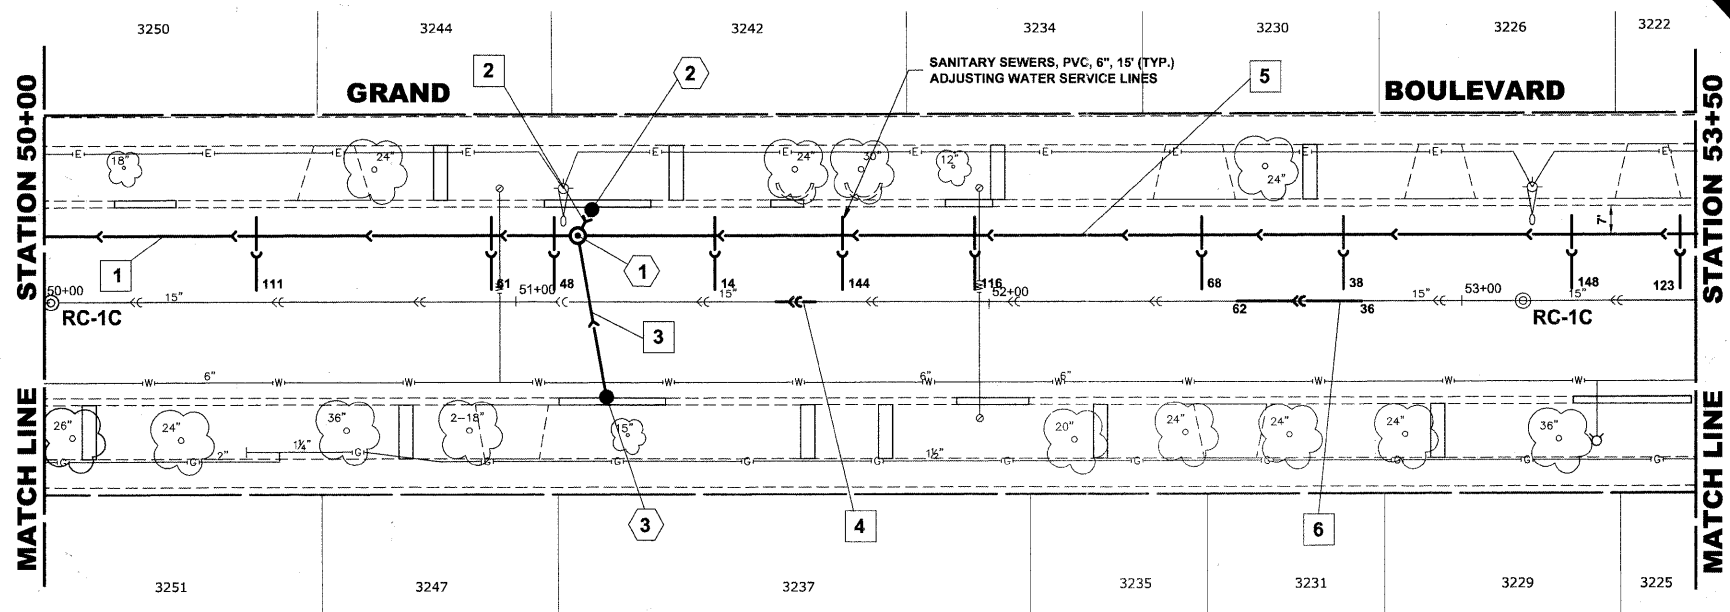 3250
3244
3242
3234
3230
3226
3222
2
2
SANITARY SEWERS, PVC, 6", 15' (TYP.)
ADJUSTING WATER SERVICE LINES
5
GRAND
BOULEVARD
STATION 50+00
STATION 53+50
E
E
E
E
E
E
E
E
E
E
E
E
E
18"
24"
24"
30"
12"
24"
7'
1
1
111
61
48
14
144
116
68
38
148
123
50+00
15"
51+00
15"
52+00
15"
53+00
15"
RC-1C
62
36
RC-1C
3
6"
6"
6"
W
W
W
W
W
W
W
W
W
W
W
W
26"
24"
36"
2-18"
15"
20"
24"
24"
24"
36"
1¼"
2"
1½"
G
G
G
G
G
G
G
G
G
G
G
G
G
MATCH LINE
MATCH LINE
3
4
6
3251
3247
3237
3235
3231
3229
3225